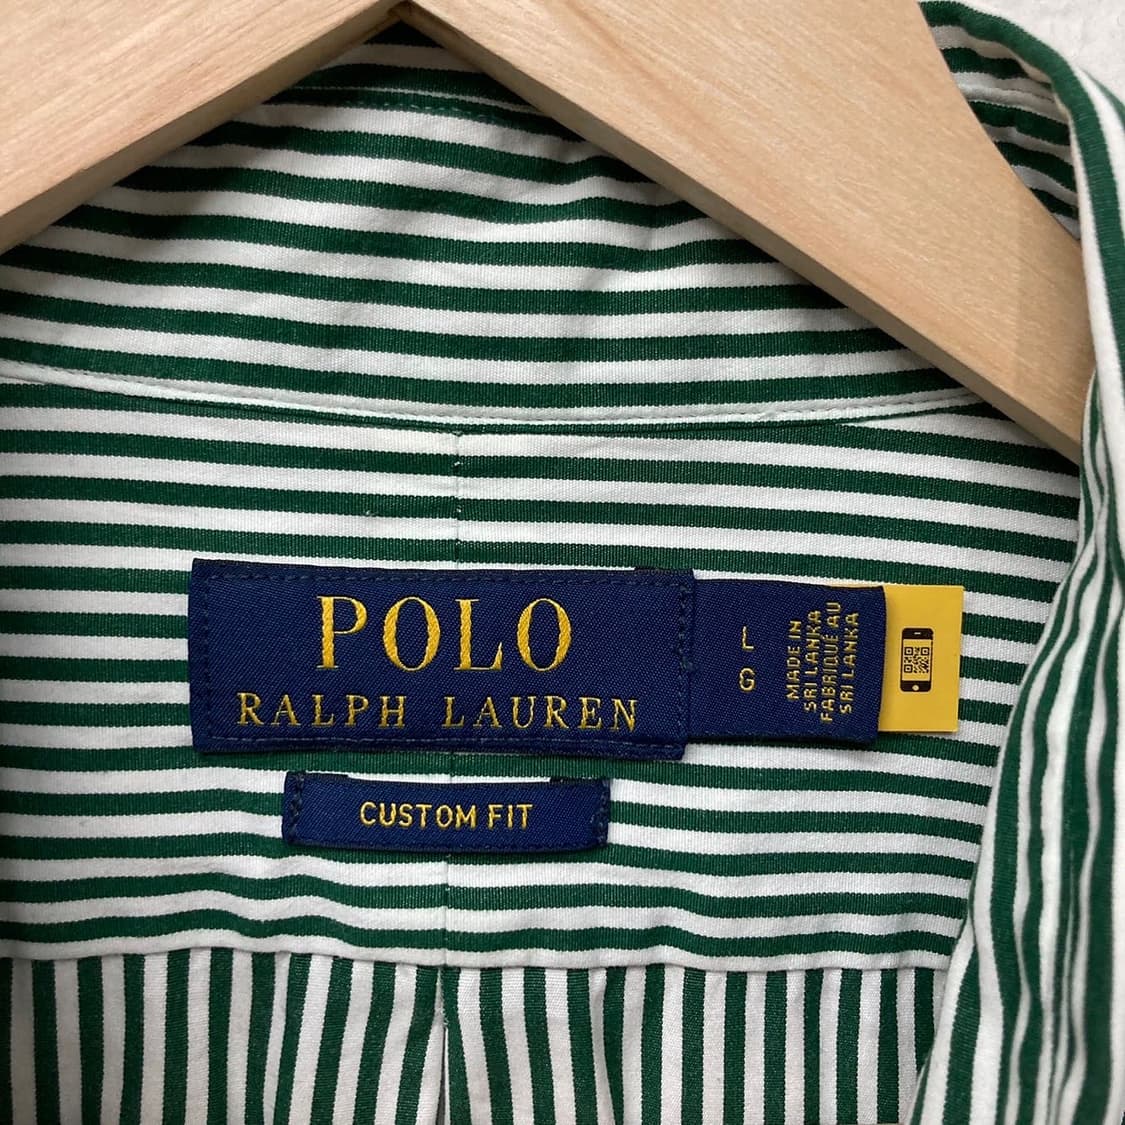 POLO
RALPH LAUREN
L
G
MADE IN
SRI LANKA
FABRIQUÉ AU
SRI LANKA
CUSTOM FIT